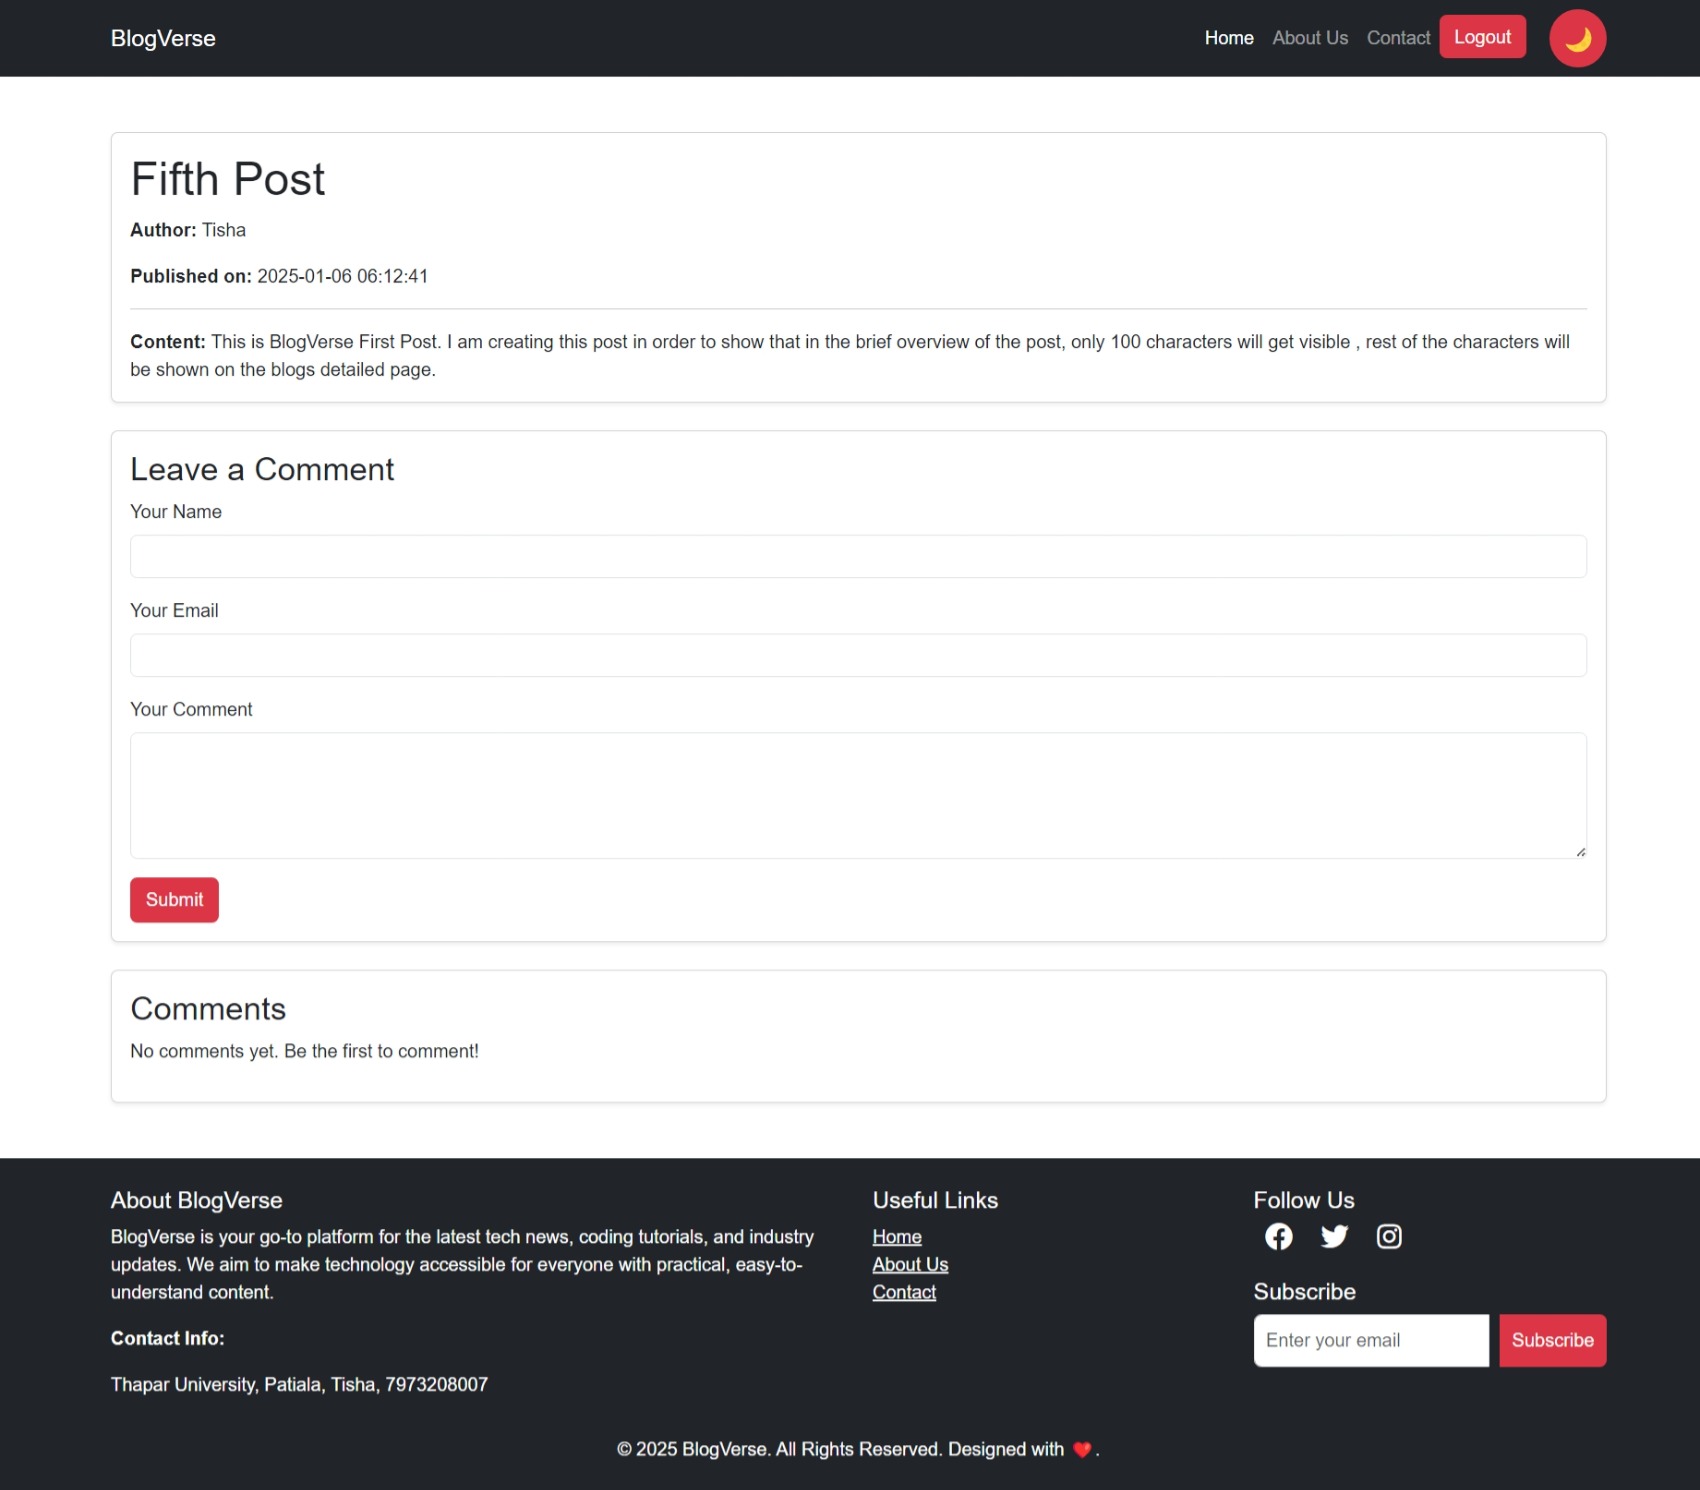 BlogVerse
Home About Us Contact Logout
Fifth Post
Author: Tisha
Published on: 2025-01-06 06:12:41
Content: This is BlogVerse First Post. I am creating this post in order to show that in the brief overview of the post, only 100 characters will get visible , rest of the characters will
be shown on the blogs detailed page.
Leave a Comment
Your Name
Your Email
Your Comment
Submit
Comments
No comments yet. Be the first to comment!
About BlogVerse
BlogVerse is your go-to platform for the latest tech news, coding tutorials, and industry
updates. We aim to make technology accessible for everyone with practical, easy-to-
understand content.
Contact Info:
Thapar University, Patiala, Tisha, 7973208007
Useful Links
Home
About Us
Contact
Follow Us
Subscribe
Enter your email Subscribe
© 2025 BlogVerse. All Rights Reserved. Designed with ❤️ .